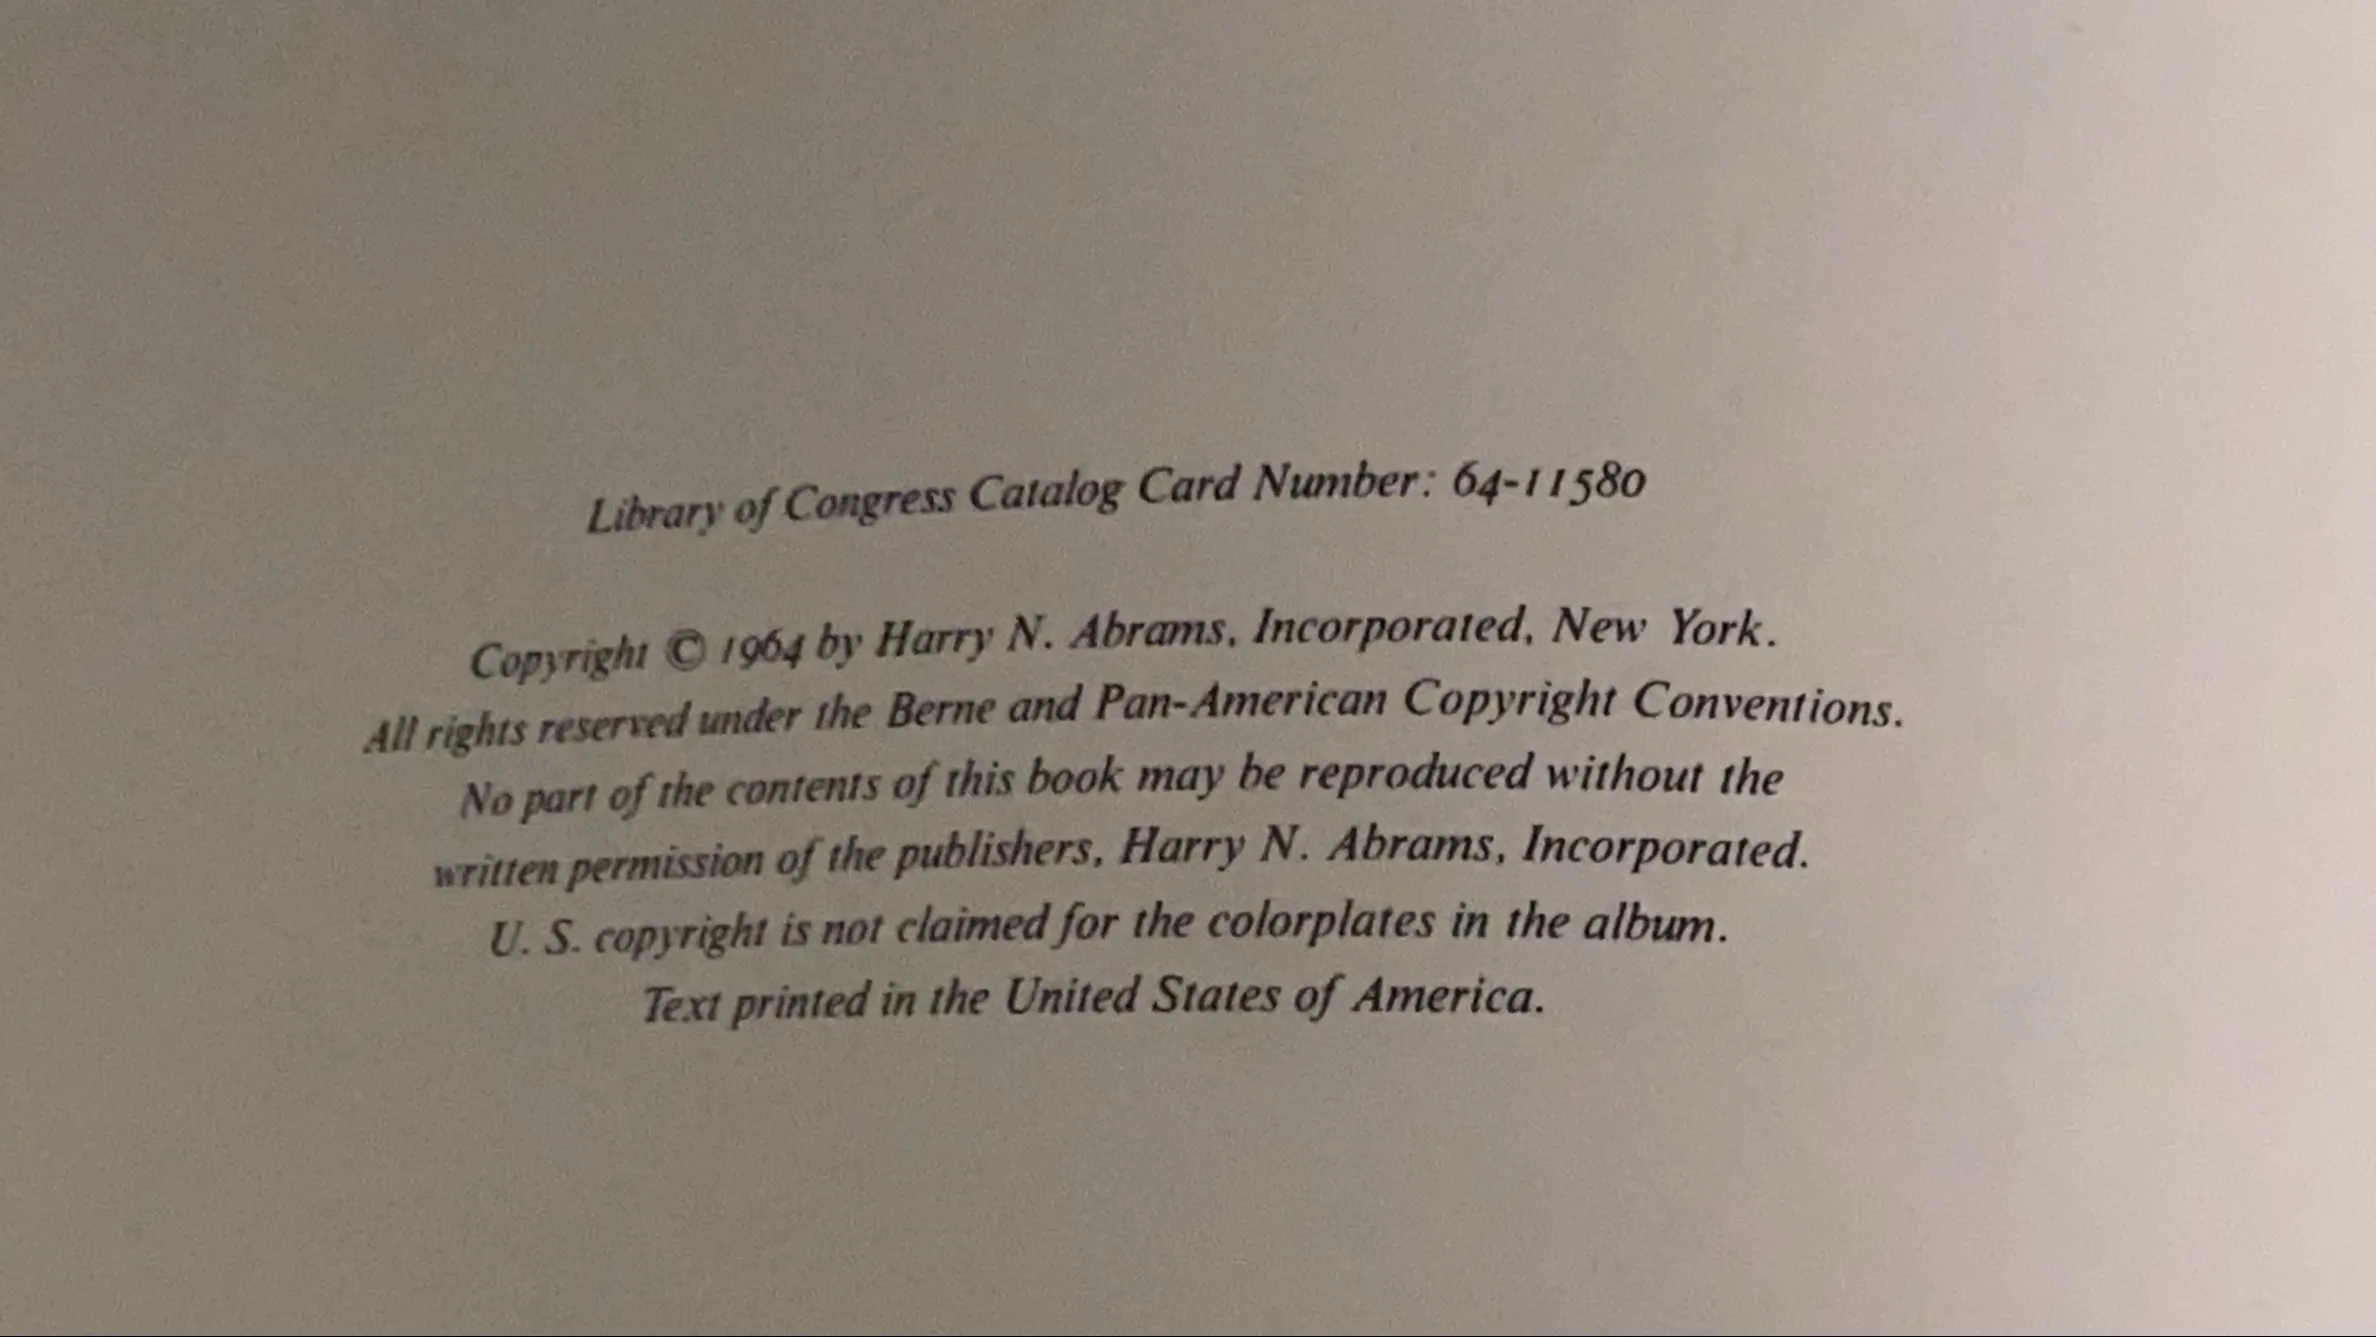 Library of Congress Catalog Card Number: 64-11580
Copyright © 1964 by Harry N. Abrams, Incorporated, New York.
All rights reserved under the Berne and Pan-American Copyright Conventions.
No part of the contents of this book may be reproduced without the
written permission of the publishers, Harry N. Abrams, Incorporated.
U. S. copyright is not claimed for the colorplates in the album.
Text printed in the United States of America.